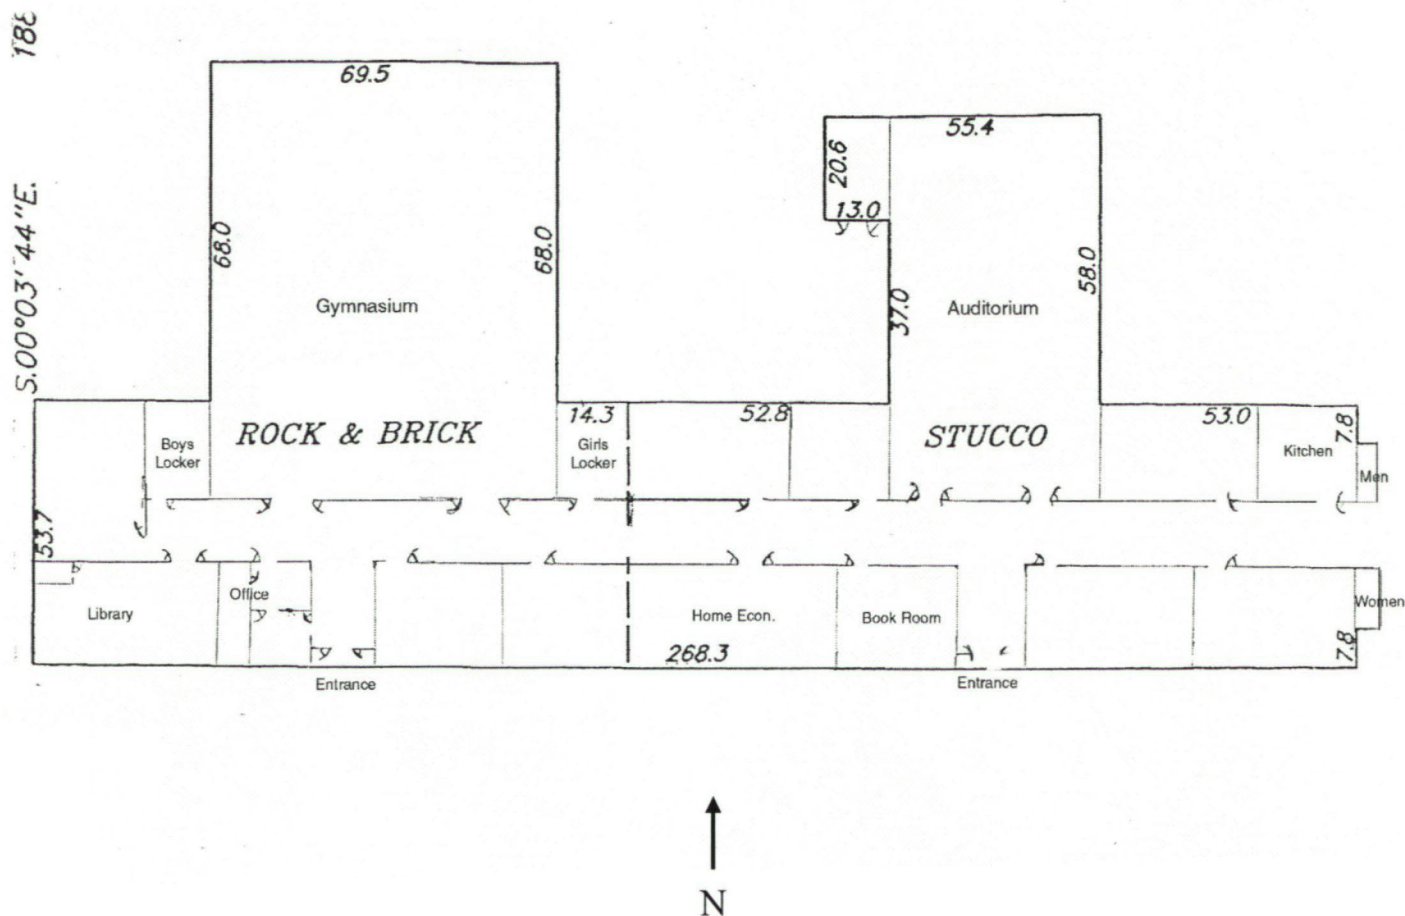 188
S.00°03'44"E.
69.5
55.4
20.6
13.0
68.0
68.0
58.0
37.0
Gymnasium
Auditorium
14.3
52.8
53.0
7.8
ROCK & BRICK
STUCCO
Boys
Locker
Girls
Locker
Kitchen
Men
53.7
Library
Office
Home Econ.
Book Room
Women
268.3
7.8
Entrance
Entrance
N